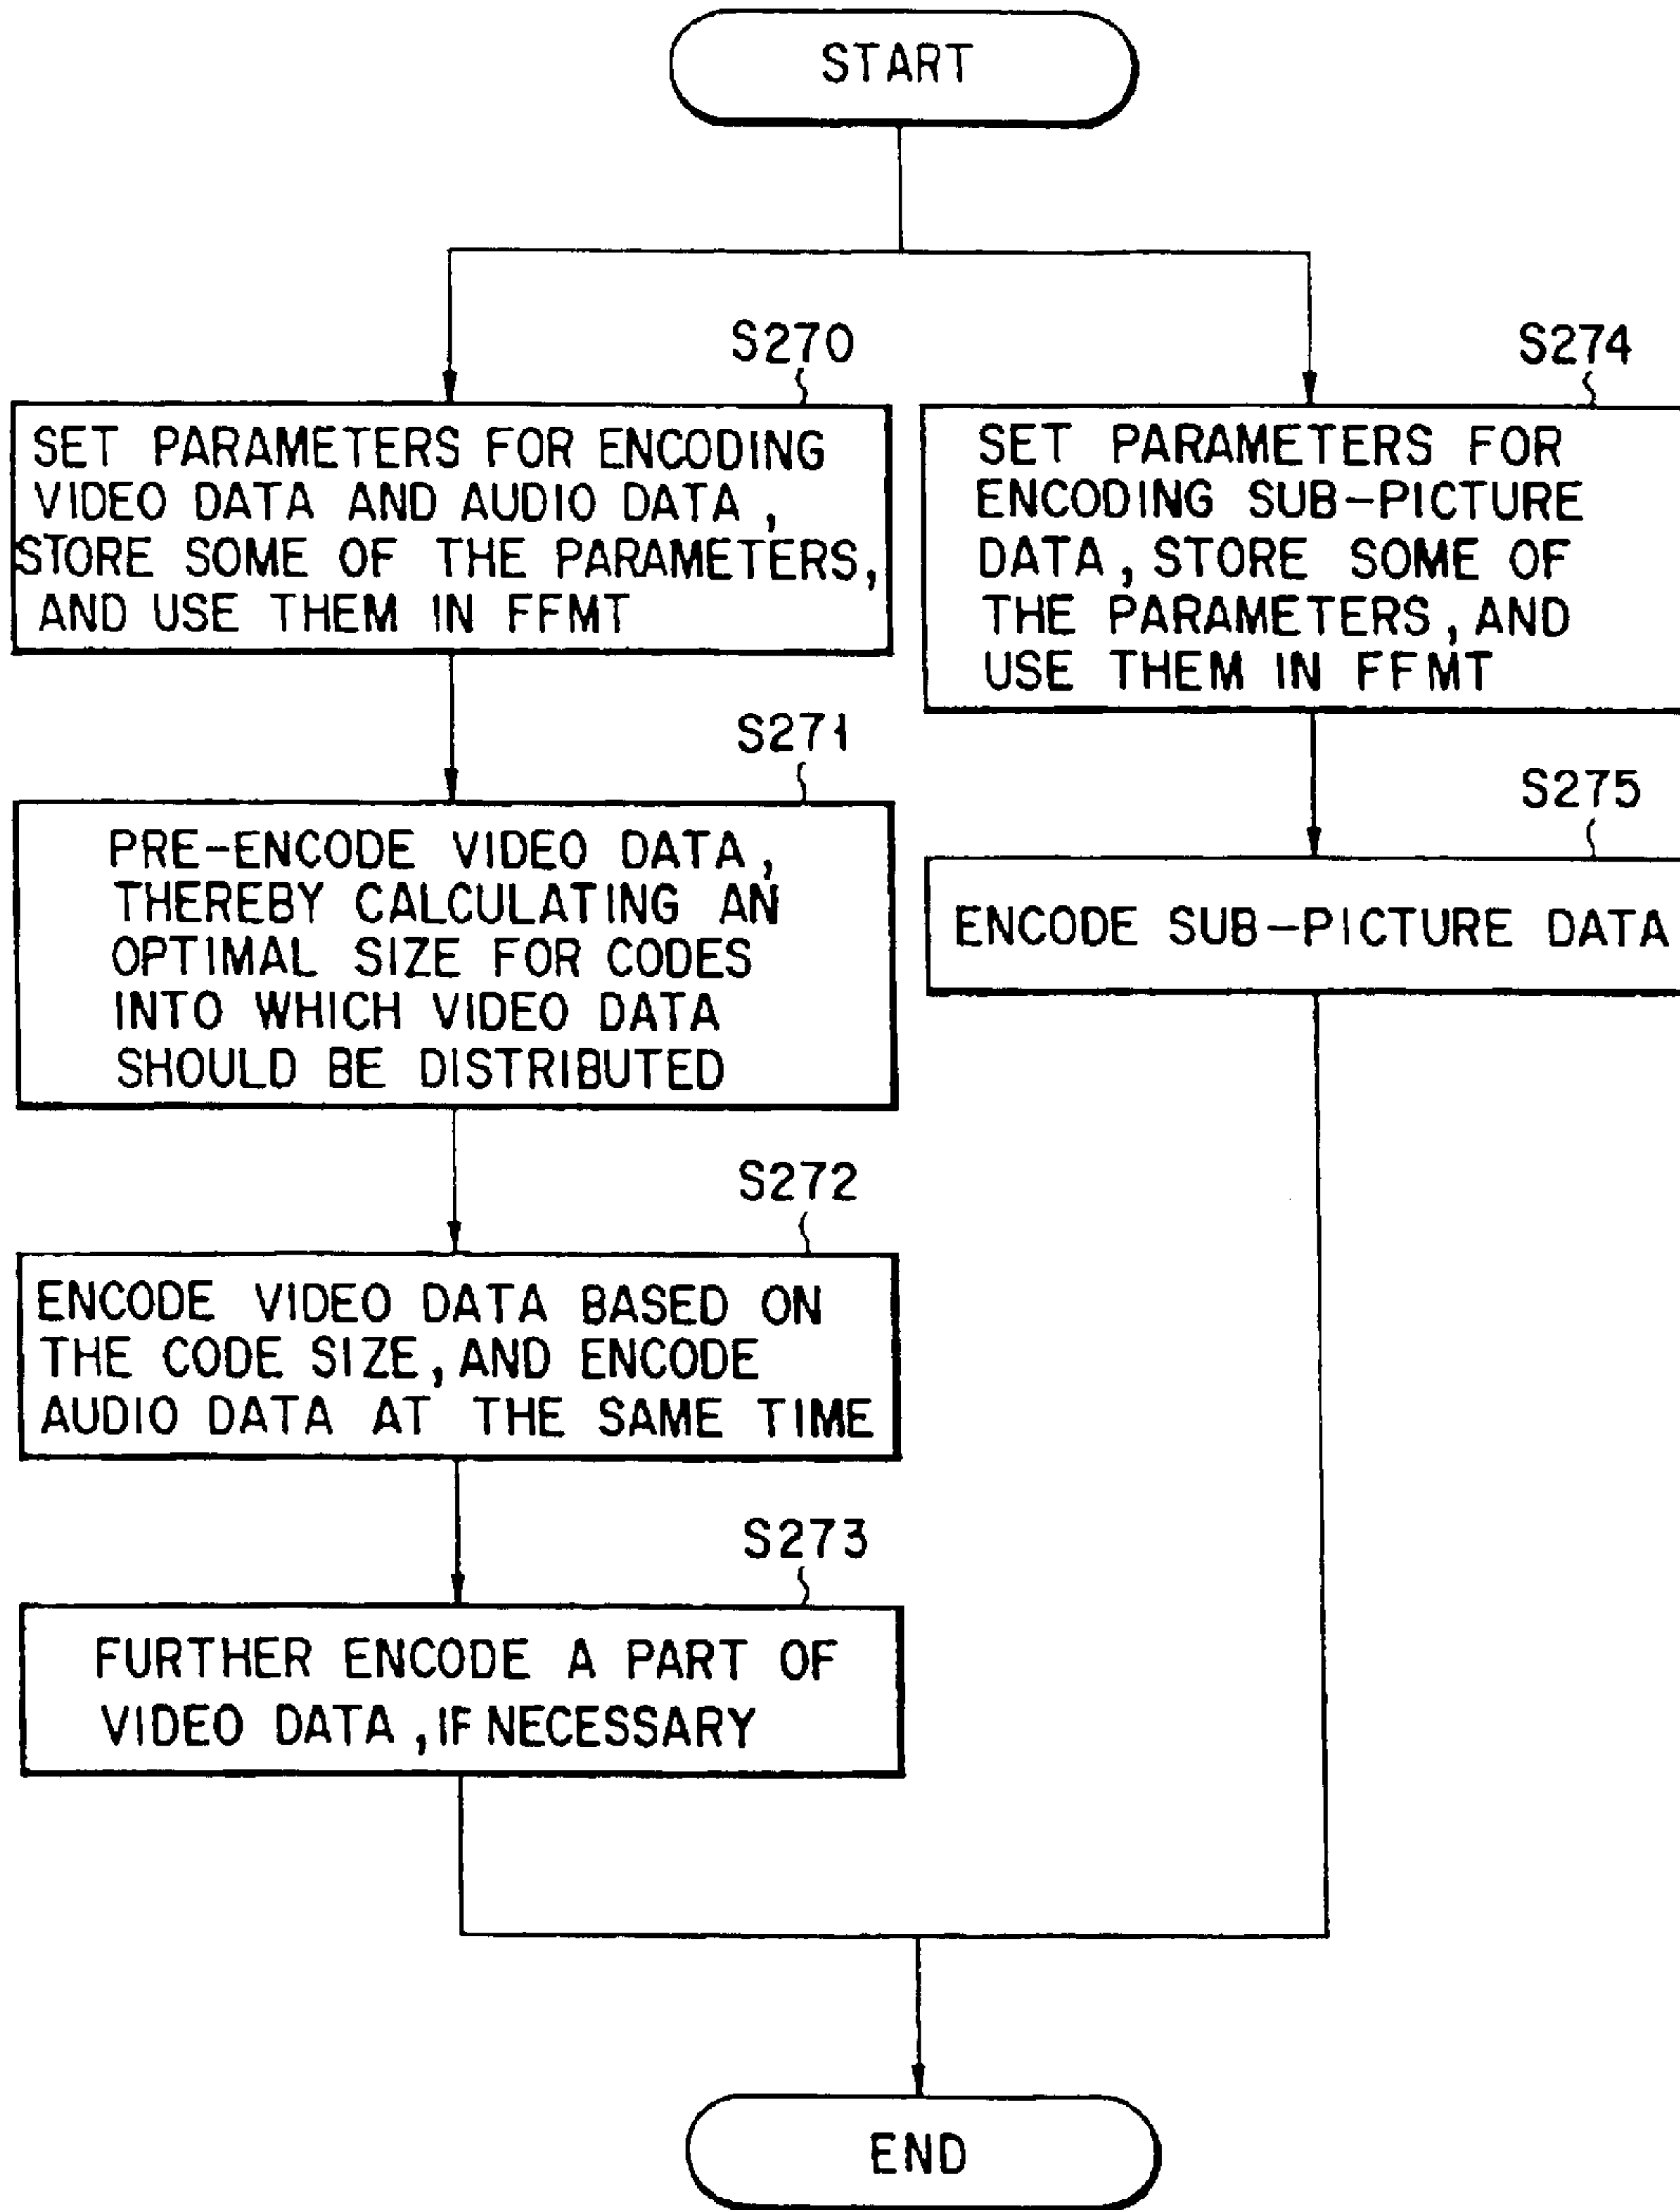 START
S270
SET PARAMETERS FOR ENCODING
VIDEO DATA AND AUDIO DATA,
STORE SOME OF THE PARAMETERS,
AND USE THEM IN FFMT
S271
PRE-ENCODE VIDEO DATA,
THEREBY CALCULATING AN
OPTIMAL SIZE FOR CODES
INTO WHICH VIDEO DATA
SHOULD BE DISTRIBUTED
S272
ENCODE VIDEO DATA BASED ON
THE CODE SIZE, AND ENCODE
AUDIO DATA AT THE SAME TIME
S273
FURTHER ENCODE A PART OF
VIDEO DATA, IF NECESSARY
S274
SET PARAMETERS FOR
ENCODING SUB-PICTURE
DATA, STORE SOME OF
THE PARAMETERS, AND
USE THEM IN FFMT
S275
ENCODE SUB-PICTURE DATA
END